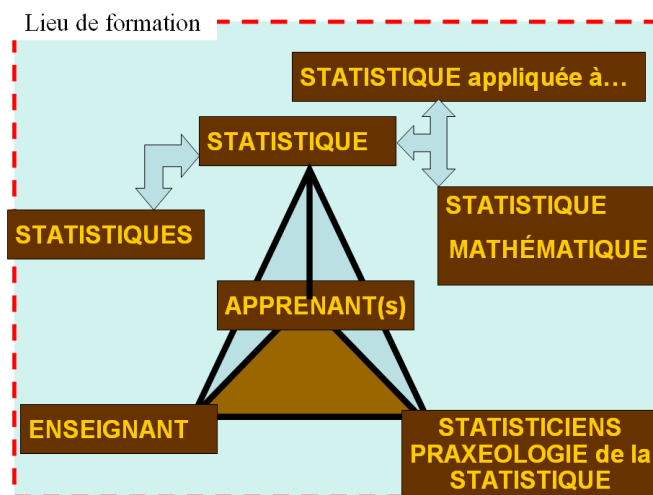 Lieu de formation
STATISTIQUE appliquée à…
STATISTIQUE
STATISTIQUES
STATISTIQUE
MATHÉMATIQUE
APPRENANT(s)
ENSEIGNANT
STATISTICIENS
PRAXEOLOGIE de la
STATISTIQUE